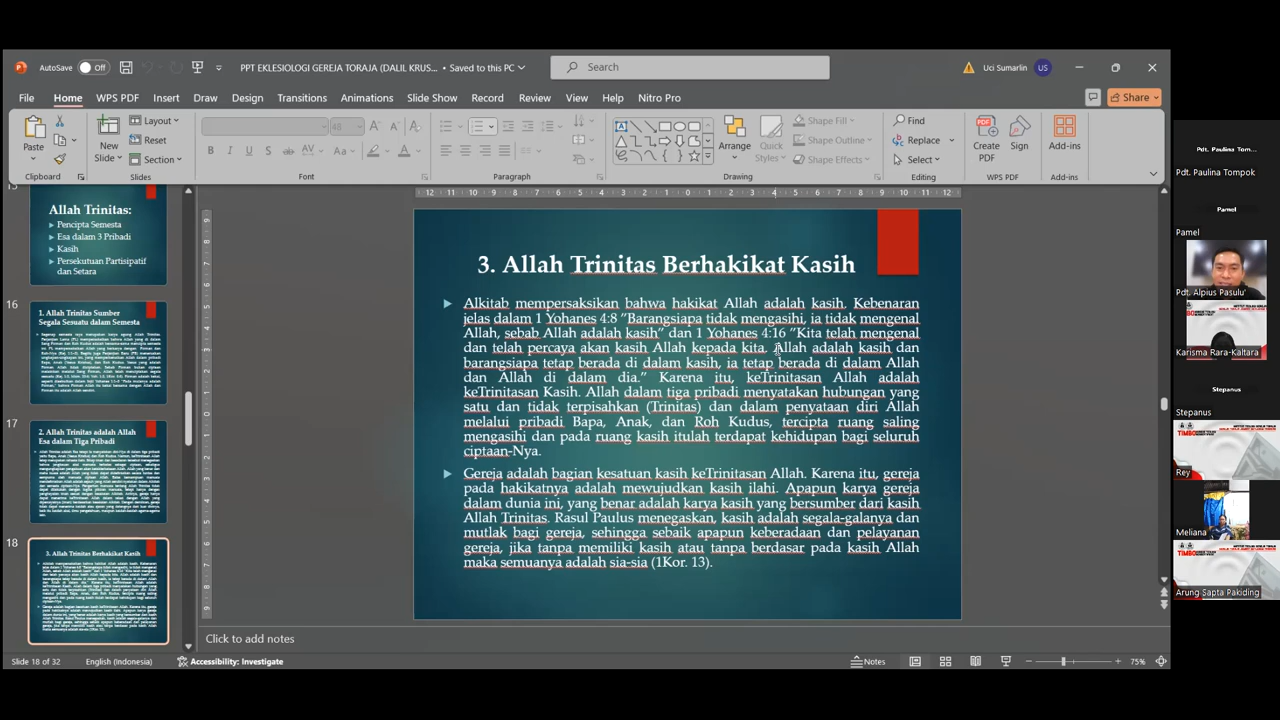 AutoSave
Off
PPT EKLESIOLOGI GEREJA TORAJA (DALIL KRUS... • Saved to this PC
Search
Uci Sumarlin
US
File
Home
WPS PDF
Insert
Draw
Design
Transitions
Animations
Slide Show
Record
Review
View
Help
Nitro Pro
Share
Paste
Clipboard
New
Slide
Layout
Reset
Section
Slides
48
Font
Paragraph
Arrange
Quick
Styles
Shape Fill
Shape Outline
Shape Effects
Drawing
Find
Replace
Select
Editing
Create
PDF
Sign
WPS PDF
Add-ins
Add-ins
Allah Trinitas:
Pencipta Semesta
Esa dalam 3 Pribadi
Kasih
Persekutuan Partisipatif
dan Setara
16
1. Allah Trinitas Sumber
Segala Sesuatu dalam Semesta
17
2. Allah Trinitas adalah Allah
Esa dalam Tiga Pribadi
18
3. Allah Trinitas Berhakikat Kasih
3. Allah Trinitas Berhakikat Kasih
Alkitab mempersaksikan bahwa hakikat Allah adalah kasih. Kebenaran
jelas dalam 1 Yohanes 4:8 "Barangsiapa tidak mengasihi, ia tidak mengenal
Allah, sebab Allah adalah kasih" dan 1 Yohanes 4:16 "Kita telah mengenal
dan telah percaya akan kasih Allah kepada kita. Allah adalah kasih dan
barangsiapa tetap berada di dalam kasih, ia tetap berada di dalam Allah
dan Allah di dalam dia." Karena itu, keTrinitasan Allah adalah
keTrinitasan Kasih. Allah dalam tiga pribadi menyatakan hubungan yang
satu dan tidak terpisahkan (Trinitas) dan dalam penyataan diri Allah
melalui pribadi Bapa, Anak, dan Roh Kudus, tercipta ruang saling
mengasihi dan pada ruang kasih itulah terdapat kehidupan bagi seluruh
ciptaan-Nya.
Gereja adalah bagian kesatuan kasih keTrinitasan Allah. Karena itu, gereja
pada hakikatnya adalah mewujudkan kasih ilahi. Apapun karya gereja
dalam dunia ini, yang benar adalah karya kasih yang bersumber dari kasih
Allah Trinitas. Rasul Paulus menegaskan, kasih adalah segala-galanya dan
mutlak bagi gereja, sehingga sebaik apapun keberadaan dan pelayanan
gereja, jika tanpa memiliki kasih atau tanpa berdasar pada kasih Allah
maka semuanya adalah sia-sia (1Kor. 13).
Click to add notes
Slide 18 of 32
English (Indonesia)
Accessibility: Investigate
Notes
75%
Pdt. Paulina Tom...
Pdt. Paulina Tompok
Pamel
Pamel
Pdt. Alpius Pasulu'
Karisma Rara-Kaltara
Stepanus
Stepanus
Rey
Meliana
Arung Sapta Pakiding